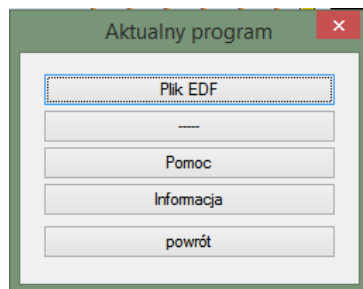 Aktualny program
Plik EDF
-----
Pomoc
Informacja
powrót